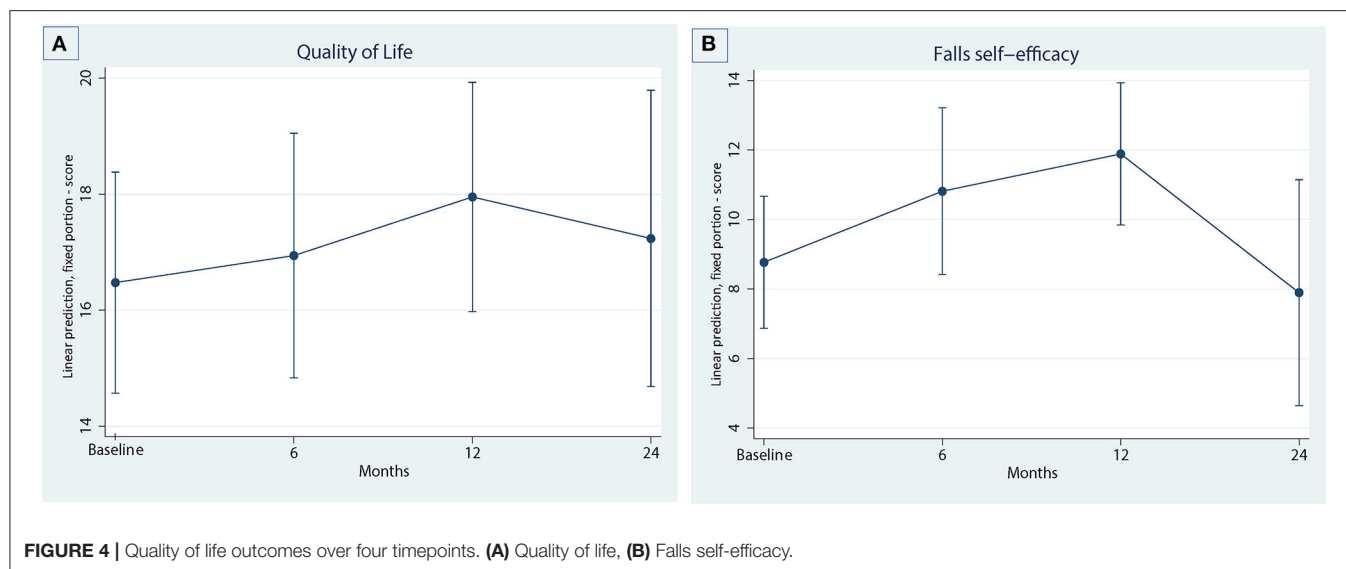 A
Quality of Life
Linear prediction, fixed portion - score
20
18
16
14
Baseline
6
12
24
Months
B
Falls self−efficacy
Linear prediction, fixed portion - score
14
12
10
8
6
4
Baseline
6
12
24
Months
FIGURE 4 | Quality of life outcomes over four timepoints. (A) Quality of life, (B) Falls self-efficacy.